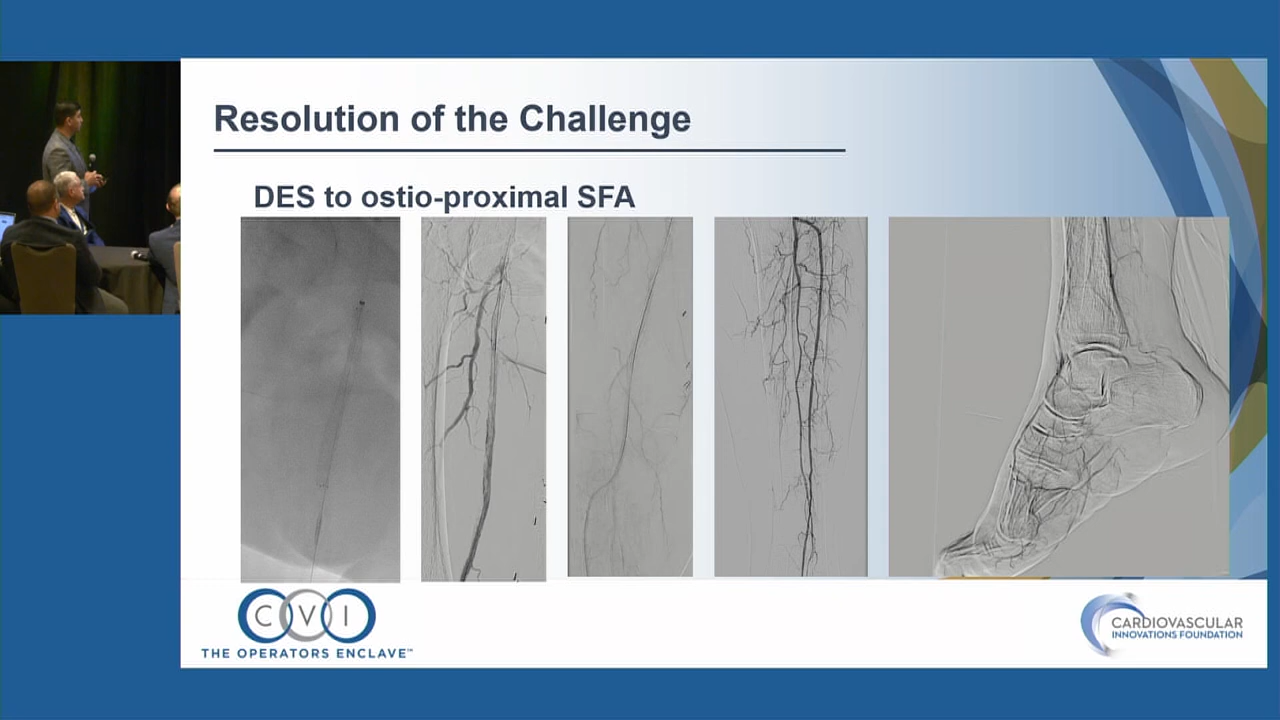 Resolution of the Challenge
DES to ostio-proximal SFA
CVI
THE OPERATORS ENCLAVE™
CARDIOVASCULAR
INNOVATIONS FOUNDATION